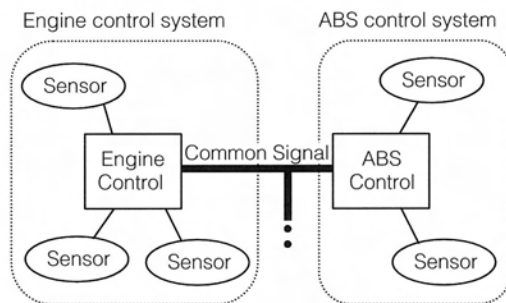 Engine control system
ABS control system
Sensor
Sensor
Engine
Control
Common Signal
ABS
Control
Sensor
Sensor
Sensor